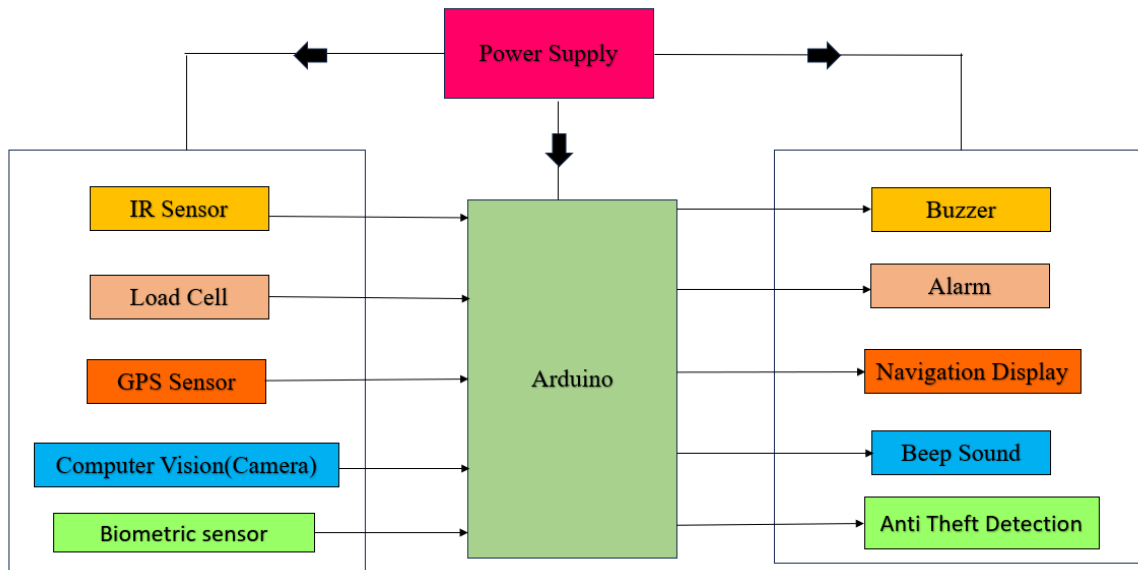 Power Supply
IR Sensor
Buzzer
Load Cell
Alarm
GPS Sensor
Arduino
Navigation Display
Computer Vision(Camera)
Beep Sound
Biometric sensor
Anti Theft Detection